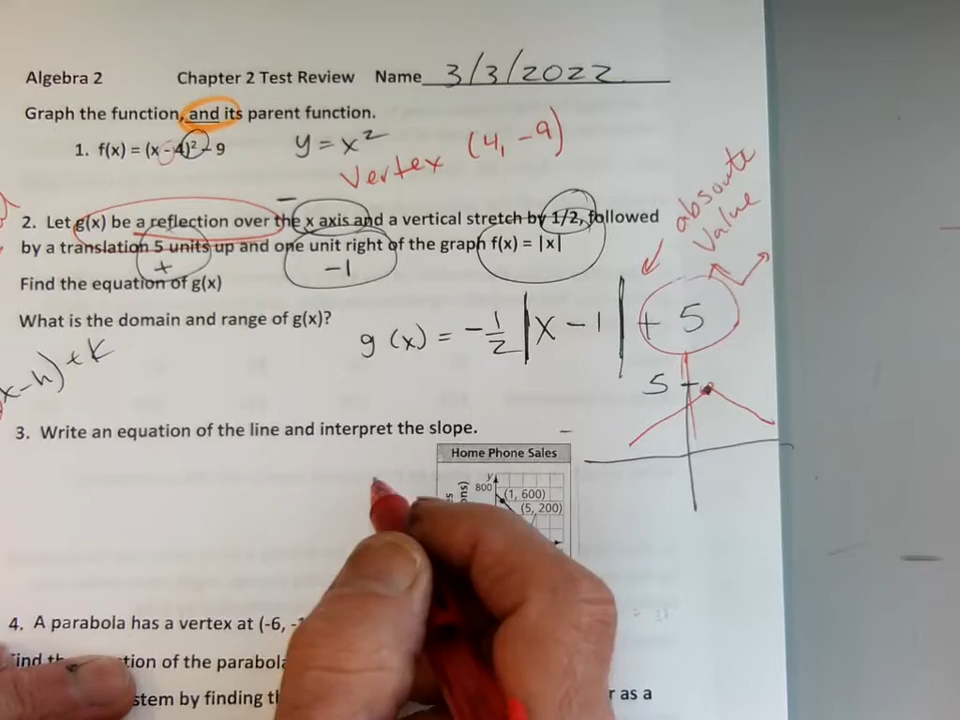 Algebra 2 Chapter 2 Test Review Name 3/3/2022
Graph the function, and its parent function.
1. f(x) = (x - 4)² - 9 y = x²
Vertex (4, -9)
absoute
Value
2. Let g(x) be a reflection over the x axis and a vertical stretch by 1/2, followed
by a translation 5 units up and one unit right of the graph f(x) = |x|
+ -1
Find the equation of g(x)
What is the domain and range of g(x)?
g(x) = -1/2 |x - 1| + 5
x-h) + k
5
3. Write an equation of the line and interpret the slope.
Home Phone Sales
y
800
(1, 600)
(5, 200)
4. A parabola has a vertex at (-6, -
of the parabola
by finding
r as a